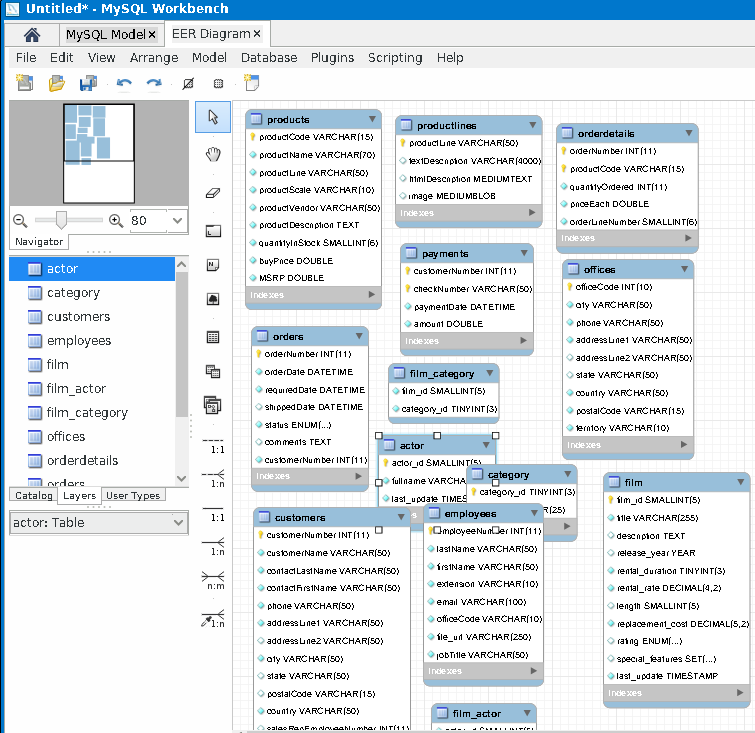 Untitled* - MySQL Workbench
MySQL Model× EER Diagram×
File Edit View Arrange Model Database Plugins Scripting Help
80
Navigator
actor
category
customers
employees
film
film_actor
film_category
offices
orderdetails
orders
Catalog Layers User Types
actor: Table
1:1
1:n
1:1
1:n
n:m
1:n
products
productCode VARCHAR(15)
productName VARCHAR(70)
productLine VARCHAR(50)
productScale VARCHAR(10)
productVendor VARCHAR(50)
productDescription TEXT
quantityInStock SMALLINT(6)
buyPrice DOUBLE
MSRP DOUBLE
Indexes
productlines
productLine VARCHAR(50)
textDescription VARCHAR(4000)
htmlDescription MEDIUMTEXT
image MEDIUMBLOB
Indexes
orderdetails
orderNumber INT(11)
productCode VARCHAR(15)
quantityOrdered INT(11)
priceEach DOUBLE
orderLineNumber SMALLINT(6)
Indexes
payments
customerNumber INT(11)
checkNumber VARCHAR(50)
paymentDate DATETIME
amount DOUBLE
Indexes
offices
officeCode INT(10)
city VARCHAR(50)
phone VARCHAR(50)
addressLine1 VARCHAR(50)
addressLine2 VARCHAR(50)
state VARCHAR(50)
country VARCHAR(50)
postalCode VARCHAR(15)
territory VARCHAR(10)
Indexes
orders
orderNumber INT(11)
orderDate DATETIME
requiredDate DATETIME
shippedDate DATETIME
status ENUM(...)
comments TEXT
customerNumber INT(11)
Indexes
film_category
film_id SMALLINT(5)
category_id TINYINT(3)
actor
actor_id SMALLINT(5)
fullname VARCHA
last_update TIMES
category
category_id TINYINT(3)
R(25)
film
film_id SMALLINT(5)
title VARCHAR(255)
description TEXT
release_year YEAR
rental_duration TINYINT(3)
rental_rate DECIMAL(4,2)
length SMALLINT(5)
replacement_cost DECIMAL(5,2)
rating ENUM(...)
special_features SET(...)
last_update TIMESTAMP
Indexes
customers
customerNumber INT(11)
customerName VARCHAR(50)
contactLastName VARCHAR(50)
contactFirstName VARCHAR(50)
phone VARCHAR(50)
addressLine1 VARCHAR(50)
addressLine2 VARCHAR(50)
city VARCHAR(50)
state VARCHAR(50)
postalCode VARCHAR(15)
country VARCHAR(50)
salesRepEmployeeNumber INT(11)
employees
employeeNumber INT(11)
lastName VARCHAR(50)
firstName VARCHAR(50)
extension VARCHAR(10)
email VARCHAR(100)
officeCode VARCHAR(10)
file_url VARCHAR(250)
jobTitle VARCHAR(50)
Indexes
film_actor